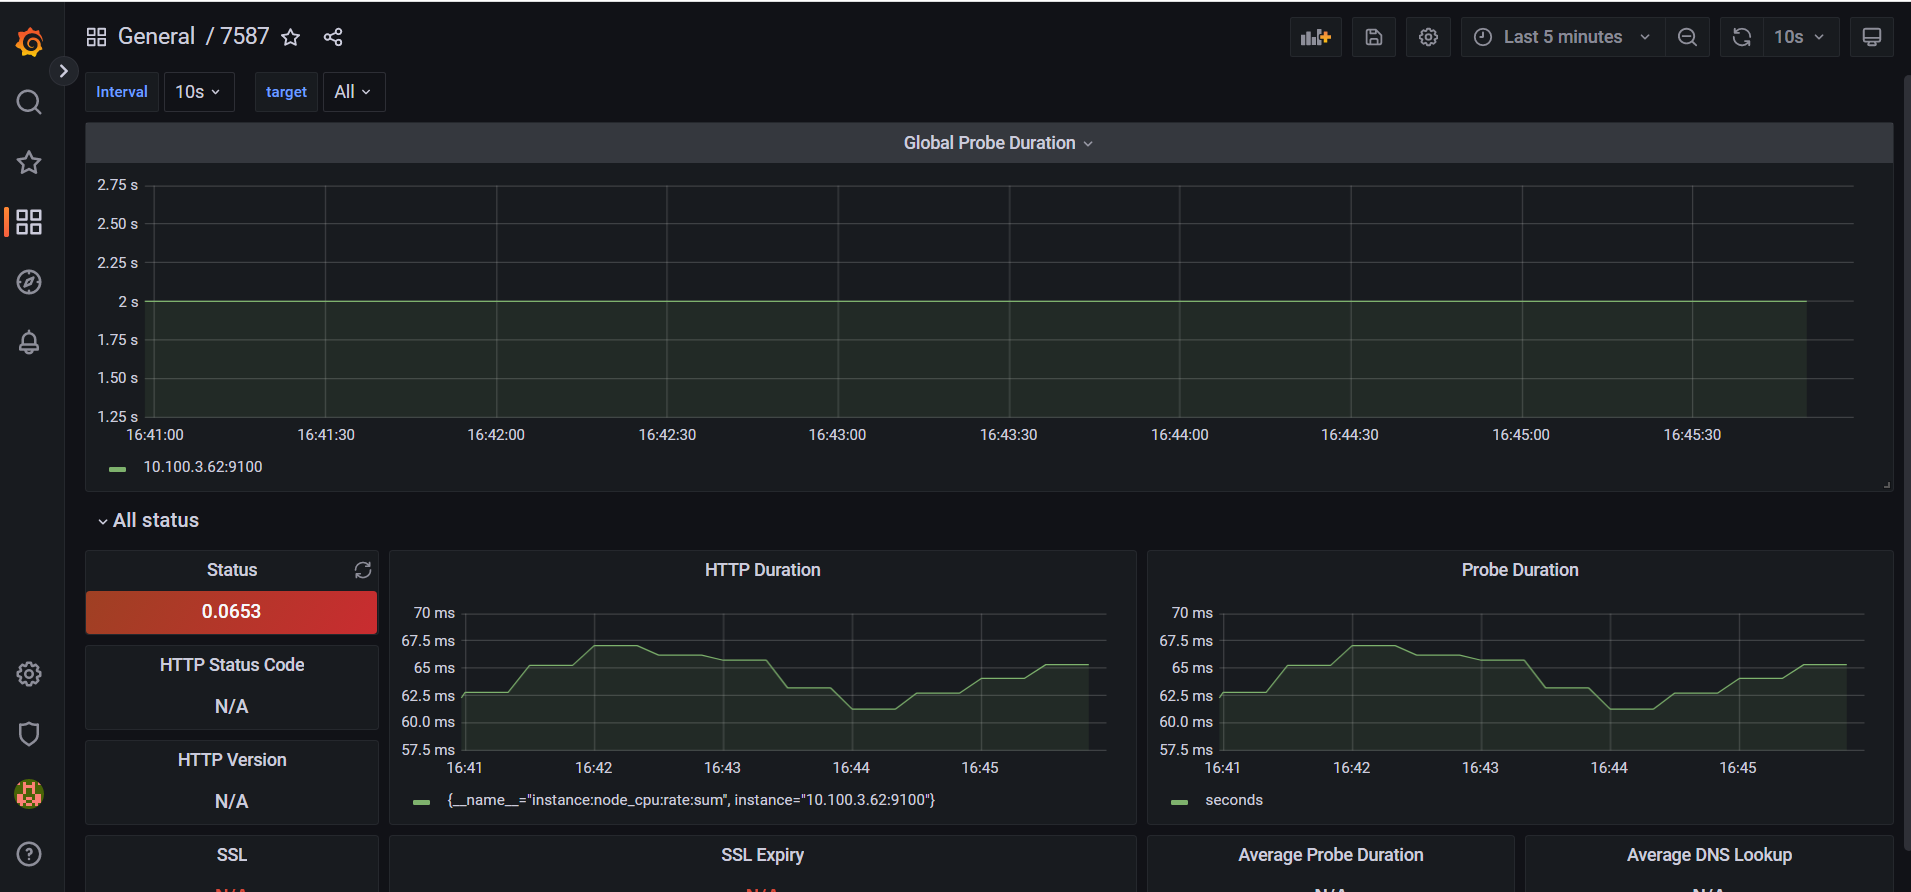 General / 7587
Last 5 minutes
10s
Interval 10s target All
Global Probe Duration
2.75 s
2.50 s
2.25 s
2 s
1.75 s
1.50 s
1.25 s
16:41:00 16:41:30 16:42:00 16:42:30 16:43:00 16:43:30 16:44:00 16:44:30 16:45:00 16:45:30
10.100.3.62:9100
All status
Status
0.0653
HTTP Status Code
N/A
HTTP Version
N/A
HTTP Duration
70 ms
67.5 ms
65 ms
62.5 ms
60.0 ms
57.5 ms
16:41 16:42 16:43 16:44 16:45
{__name__="instance:node_cpu:rate:sum", instance="10.100.3.62:9100"}
Probe Duration
70 ms
67.5 ms
65 ms
62.5 ms
60.0 ms
57.5 ms
16:41 16:42 16:43 16:44 16:45
seconds
SSL
N/A
SSL Expiry
N/A
Average Probe Duration
N/A
Average DNS Lookup
N/A